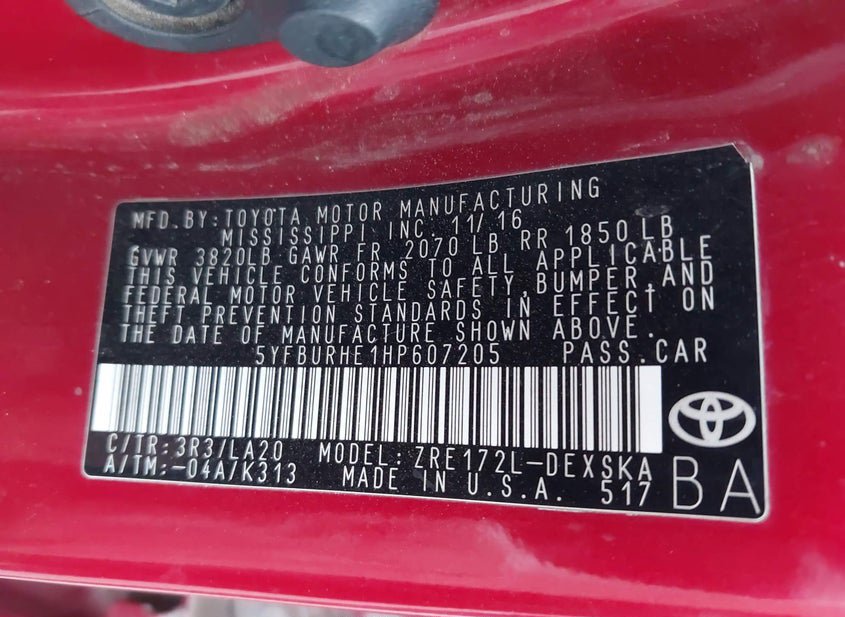 MFD.BY:TOYOTA MOTOR MANUFACTURING
MISSISSIPPI INC. 11/16
GVWR 3820LB GAWR FR 2070 LB RR 1850 LB
THIS VEHICLE CONFORMS TO ALL APPLICABLE
FEDERAL MOTOR VEHICLE SAFETY, BUMPER, AND
THEFT PREVENTION STANDARDS IN EFFECT ON
THE DATE OF MANUFACTURE SHOWN ABOVE.
5YFBURHE1HP607205 PASS.CAR
C/TR:3R3/LA20 MODEL:ZRE172L-DEXSKA
A/TM:-04A/K313 MADE IN U.S.A. 517
BA